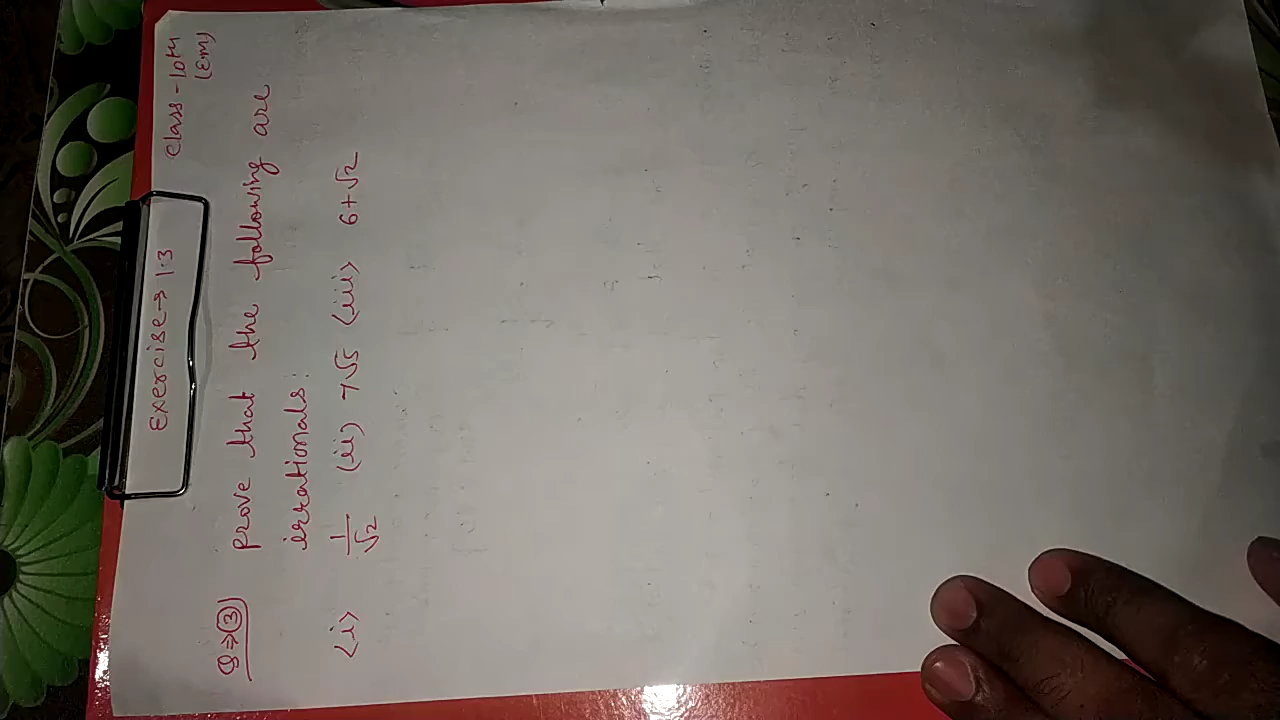 Exercise→ 1.3
class - 10th
(Em)
Q⇒③ prove that the following are
irrationals:
<i> 1/√2 (ii) 7√5 (iii> 6+√2